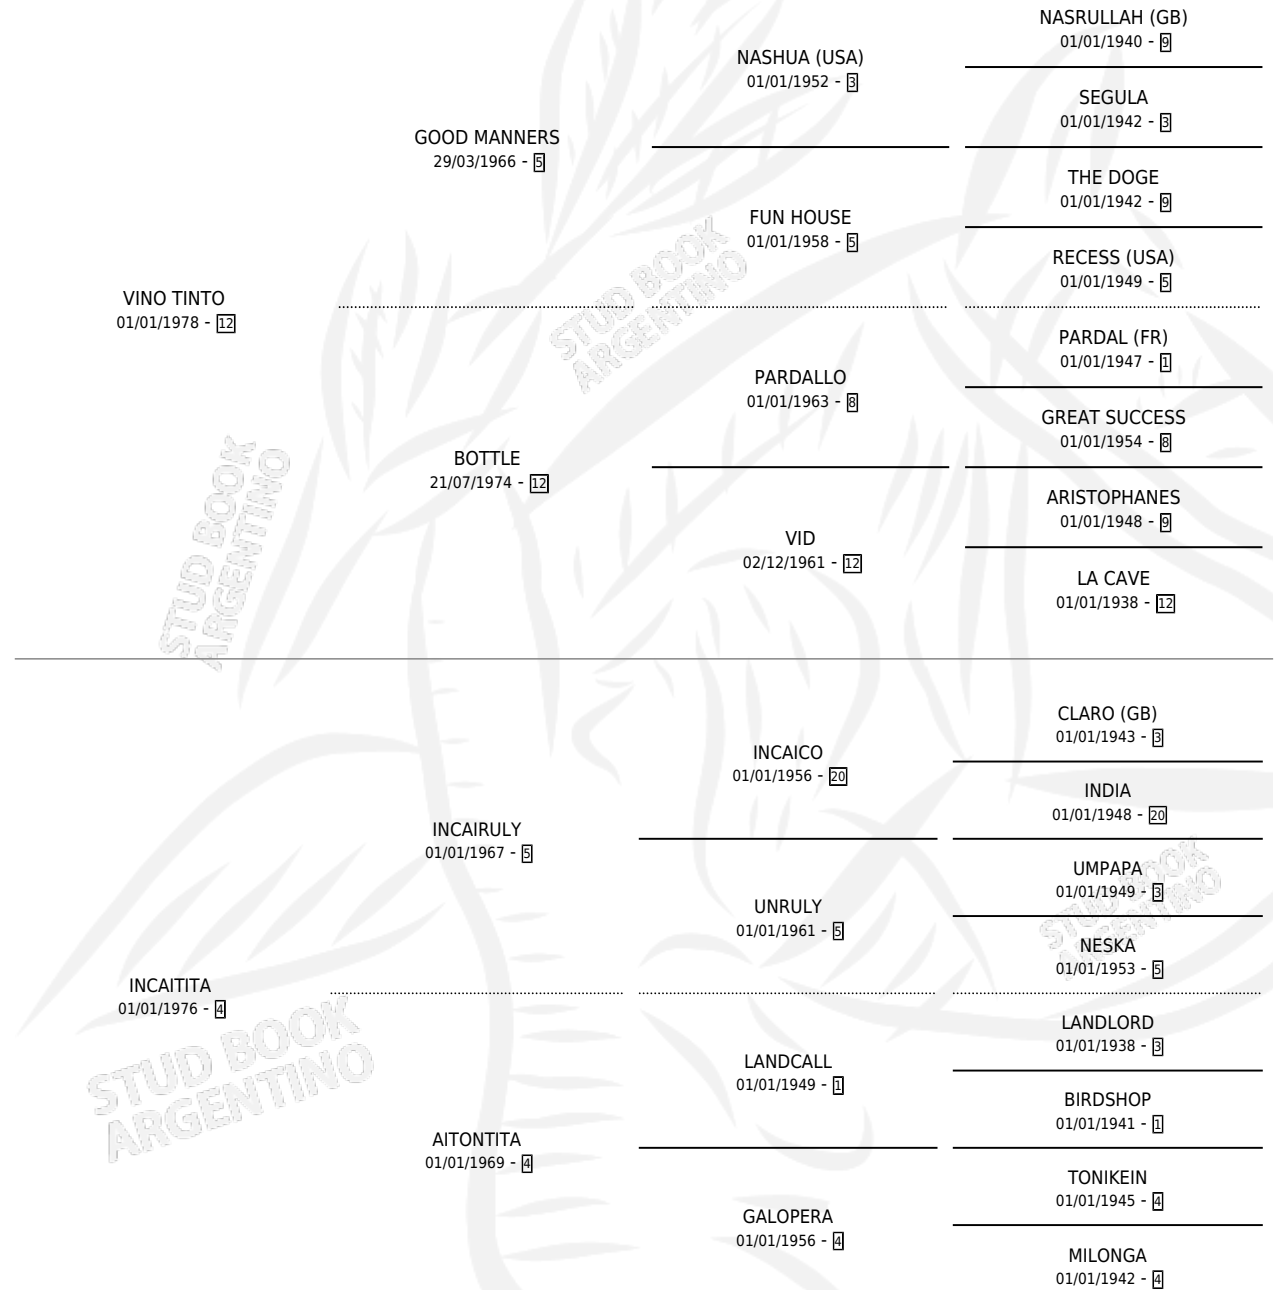 NASRULLAH (GB)
01/01/1940 - 9
NASHUA (USA)
01/01/1952 - 3
SEGULA
01/01/1942 - 3
GOOD MANNERS
29/03/1966 - 5
THE DOGE
01/01/1942 - 9
FUN HOUSE
01/01/1958 - 5
RECESS (USA)
01/01/1949 - 5
VINO TINTO
01/01/1978 - 12
PARDAL (FR)
01/01/1947 - 1
PARDALLO
01/01/1963 - 8
GREAT SUCCESS
01/01/1954 - 8
BOTTLE
21/07/1974 - 12
ARISTOPHANES
01/01/1948 - 9
VID
02/12/1961 - 12
LA CAVE
01/01/1938 - 12
STUD BOOK
ARGENTINO
STUD BOOK
ARGENTINO
CLARO (GB)
01/01/1943 - 3
INCAICO
01/01/1956 - 20
INDIA
01/01/1948 - 20
INCAIRULY
01/01/1967 - 5
UMPAPA
01/01/1949 - 3
UNRULY
01/01/1961 - 5
NESKA
01/01/1953 - 5
INCAITITA
01/01/1976 - 4
LANDLORD
01/01/1938 - 3
LANDCALL
01/01/1949 - 1
BIRDSHOP
01/01/1941 - 1
AITONTITA
01/01/1969 - 4
TONIKEIN
01/01/1945 - 4
GALOPERA
01/01/1956 - 4
MILONGA
01/01/1942 - 4
STUD BOOK
ARGENTINO
STUD BOOK
ARGENTINO